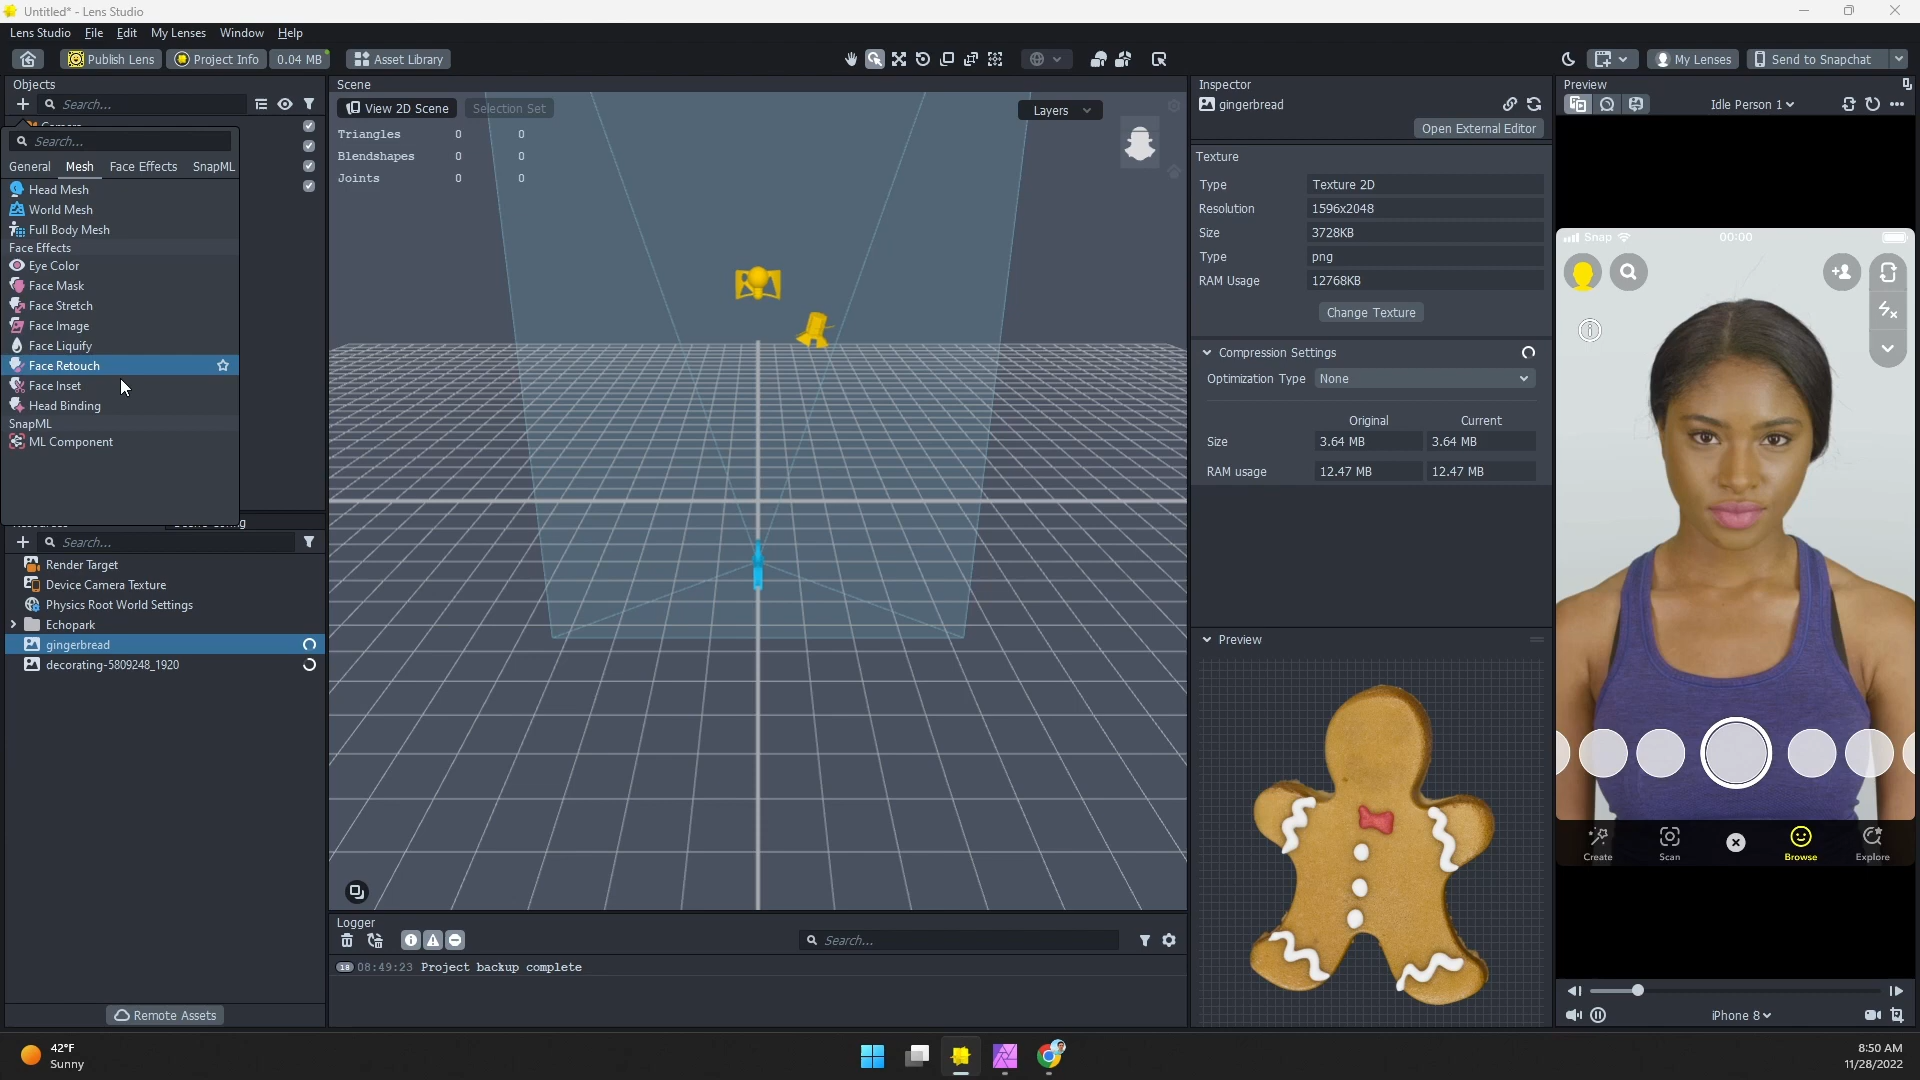 Untitled* - Lens Studio
Lens Studio File Edit My Lenses Window Help
Publish Lens Project Info 0.04 MB Asset Library
My Lenses Send to Snapchat
Objects
Search...
Search...
General Mesh Face Effects SnapML
Head Mesh
World Mesh
Full Body Mesh
Face Effects
Eye Color
Face Mask
Face Stretch
Face Image
Face Liquify
Face Retouch
Face Inset
Head Binding
SnapML
ML Component
Search...
Render Target
Device Camera Texture
Physics Root World Settings
Echopark
gingerbread
decorating-5809248_1920
Remote Assets
Scene
View 2D Scene Selection Set
Layers
Triangles 0 0
Blendshapes 0 0
Joints 0 0
Logger
Search...
18 08:49:23 Project backup complete
Inspector
gingerbread
Open External Editor
Texture
Type Texture 2D
Resolution 1596x2048
Size 3728KB
Type png
RAM Usage 12768KB
Change Texture
Compression Settings
Optimization Type None
Original Current
Size 3.64 MB 3.64 MB
RAM usage 12.47 MB 12.47 MB
Preview
Preview
Idle Person 1
Snap 00:00
Create Scan Browse Explore
iPhone 8
42°F
Sunny
8:50 AM
11/28/2022